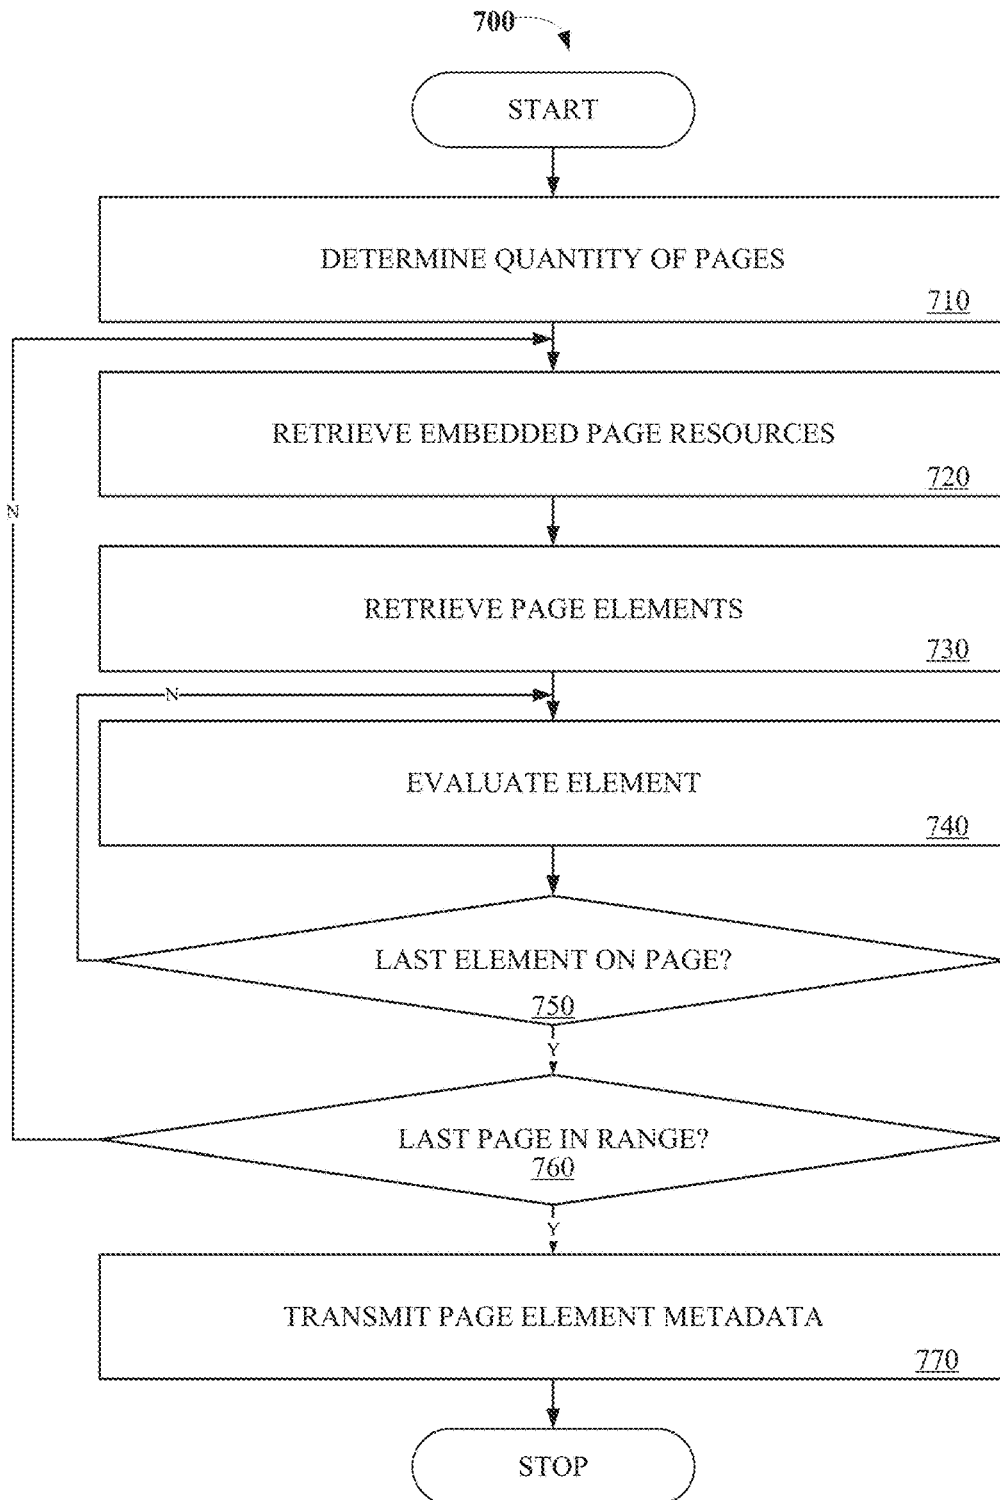 700
START
DETERMINE QUANTITY OF PAGES
710
RETRIEVE EMBEDDED PAGE RESOURCES
720
N
RETRIEVE PAGE ELEMENTS
730
N
EVALUATE ELEMENT
740
LAST ELEMENT ON PAGE?
750
Y
LAST PAGE IN RANGE?
760
Y
TRANSMIT PAGE ELEMENT METADATA
770
STOP